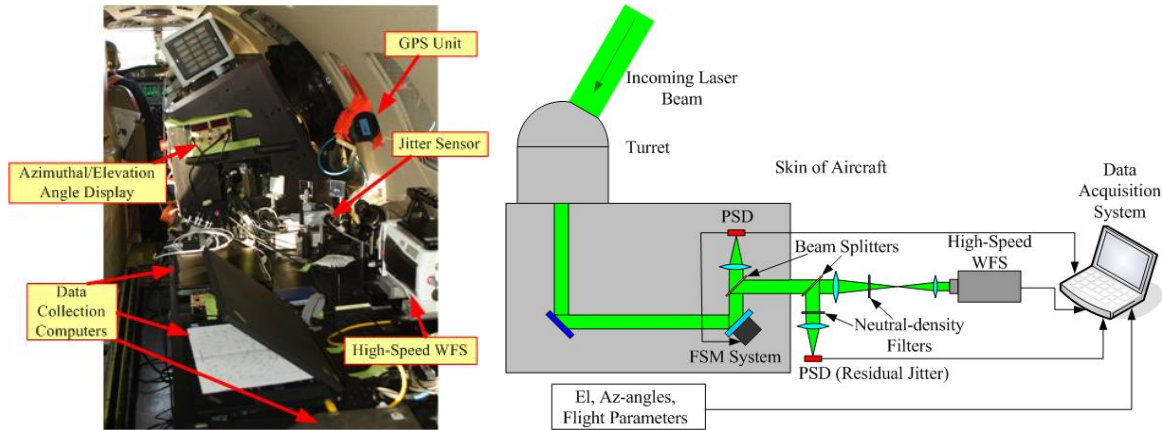 GPS Unit
Jitter Sensor
Azimuthal/Elevation
Angle Display
Data
Collection
Computers
High-Speed WFS
Incoming Laser
Beam
Turret
Skin of Aircraft
Data
Acquisition
System
PSD
Beam Splitters
High-Speed
WFS
Neutral-density
Filters
FSM System
PSD (Residual Jitter)
El, Az-angles,
Flight Parameters